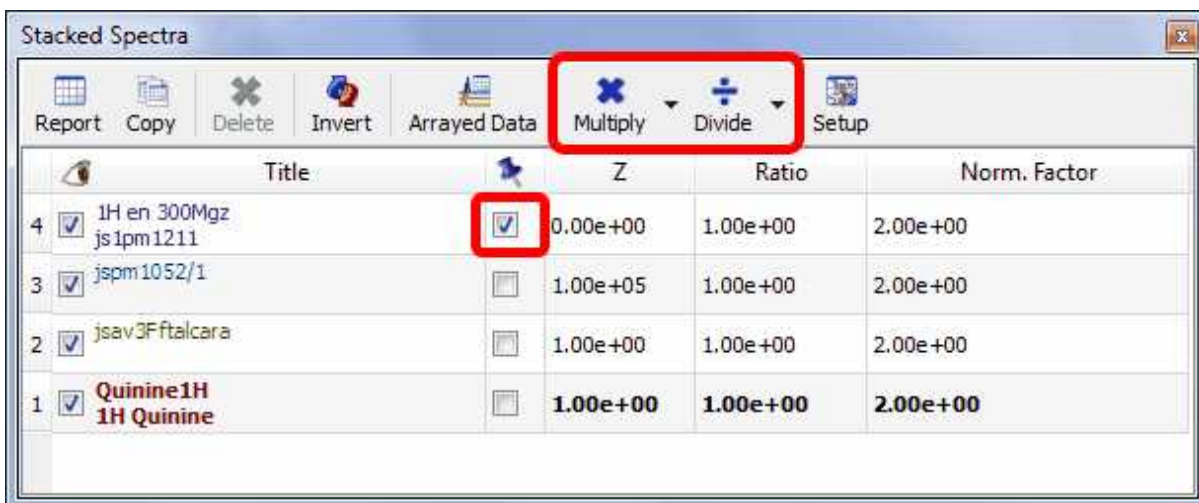 Stacked Spectra
Report Copy Delete Invert Arrayed Data Multiply Divide Setup
Title Z Ratio Norm. Factor
4 1H en 300Mgz
js1pm1211 0.00e+00 1.00e+00 2.00e+00
3 jspm1052/1 1.00e+05 1.00e+00 2.00e+00
2 jsav3Fftalcara 1.00e+00 1.00e+00 2.00e+00
1 Quinine1H
1H Quinine 1.00e+00 1.00e+00 2.00e+00